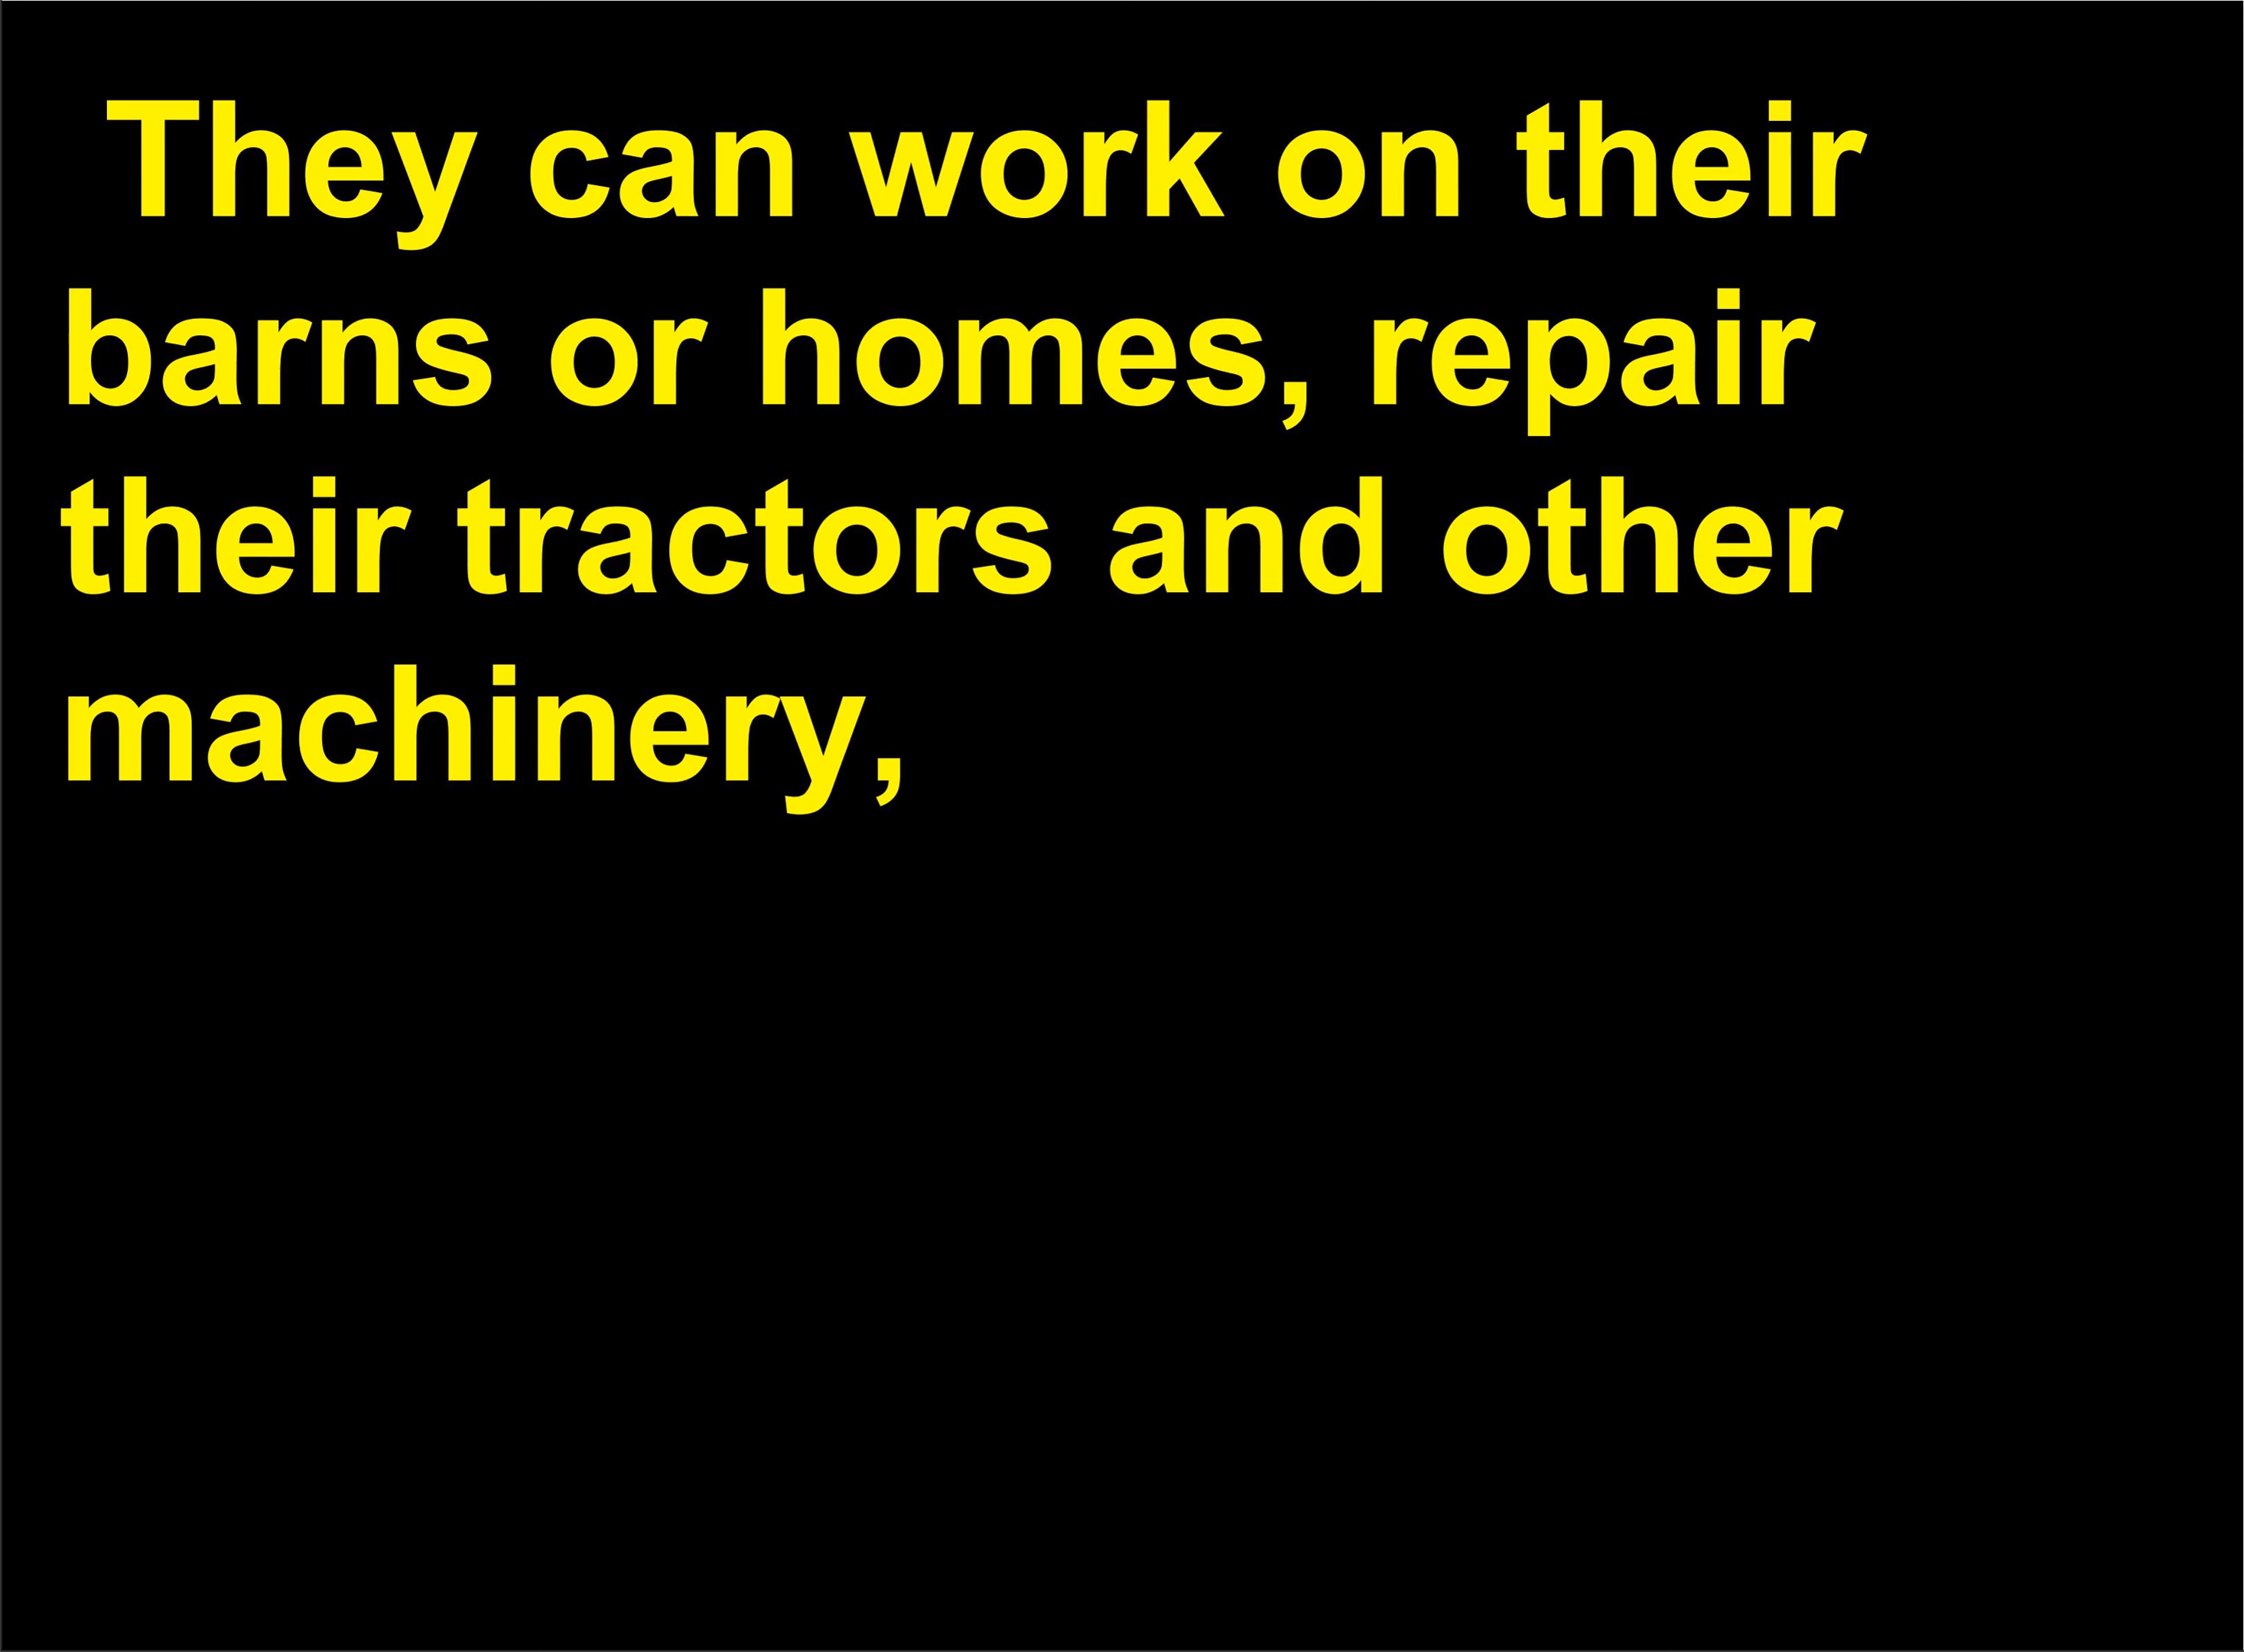 They can work on their
barns or homes, repair
their tractors and other
machinery,